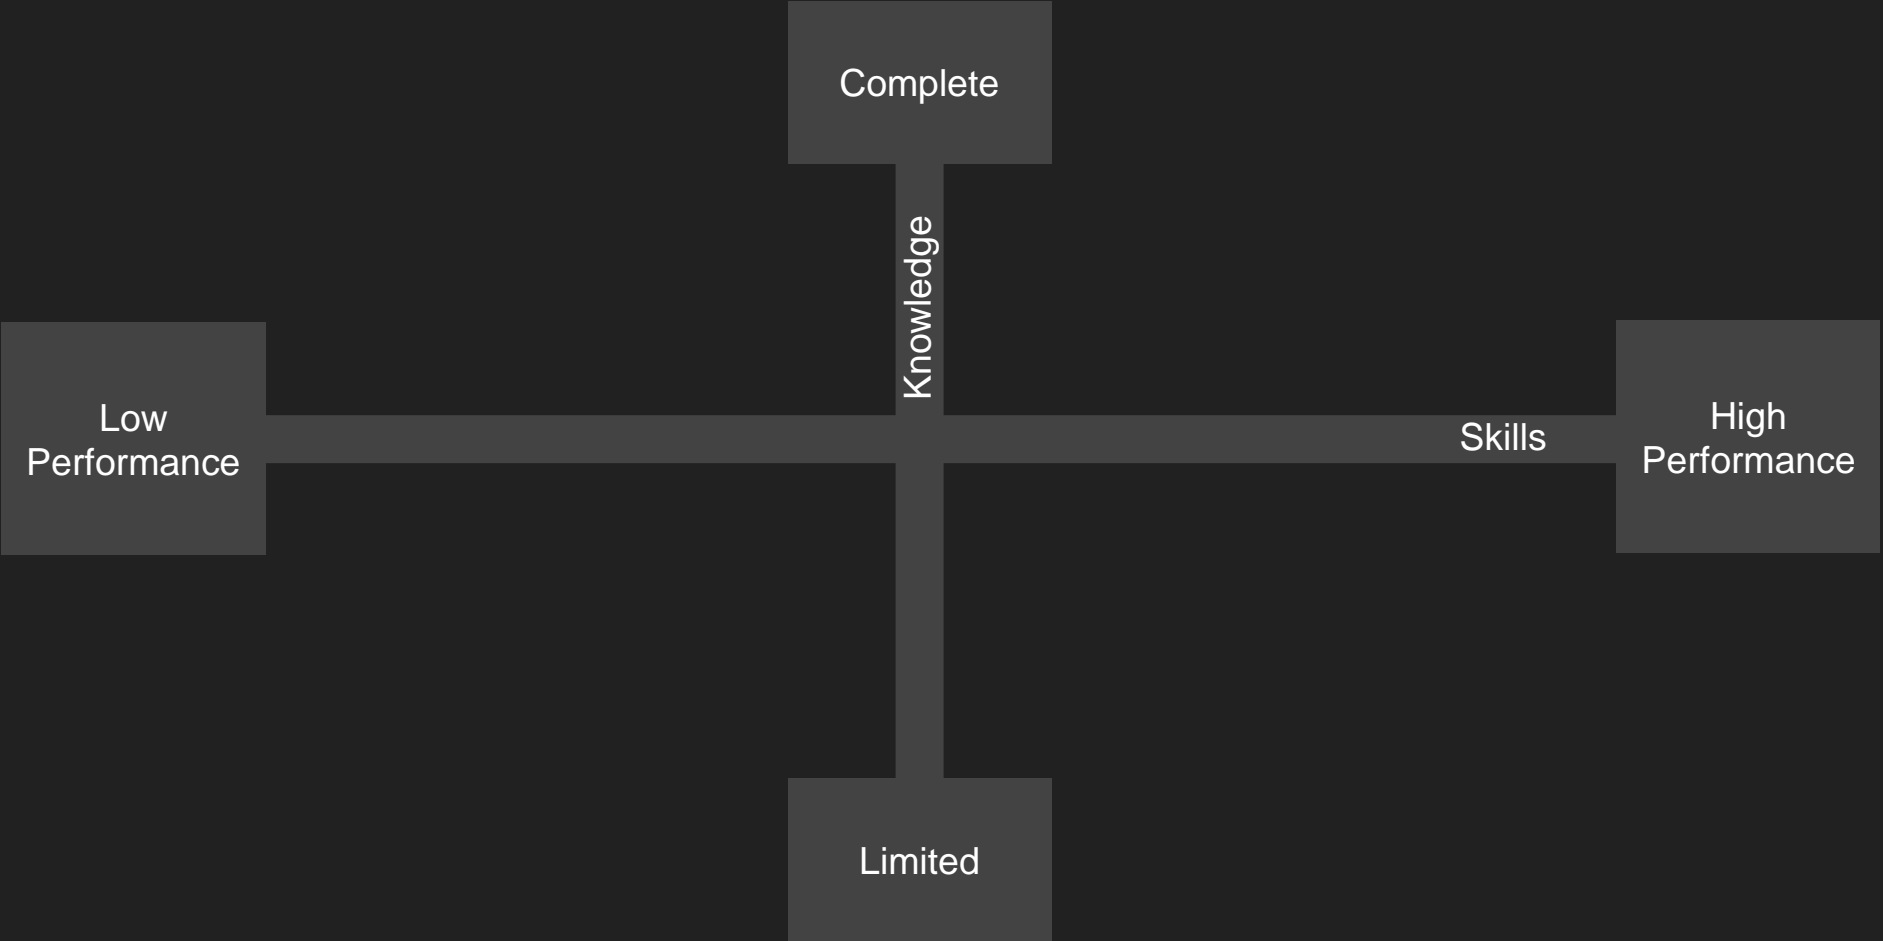 Complete
Knowledge
Low
Performance
Skills
High
Performance
Limited